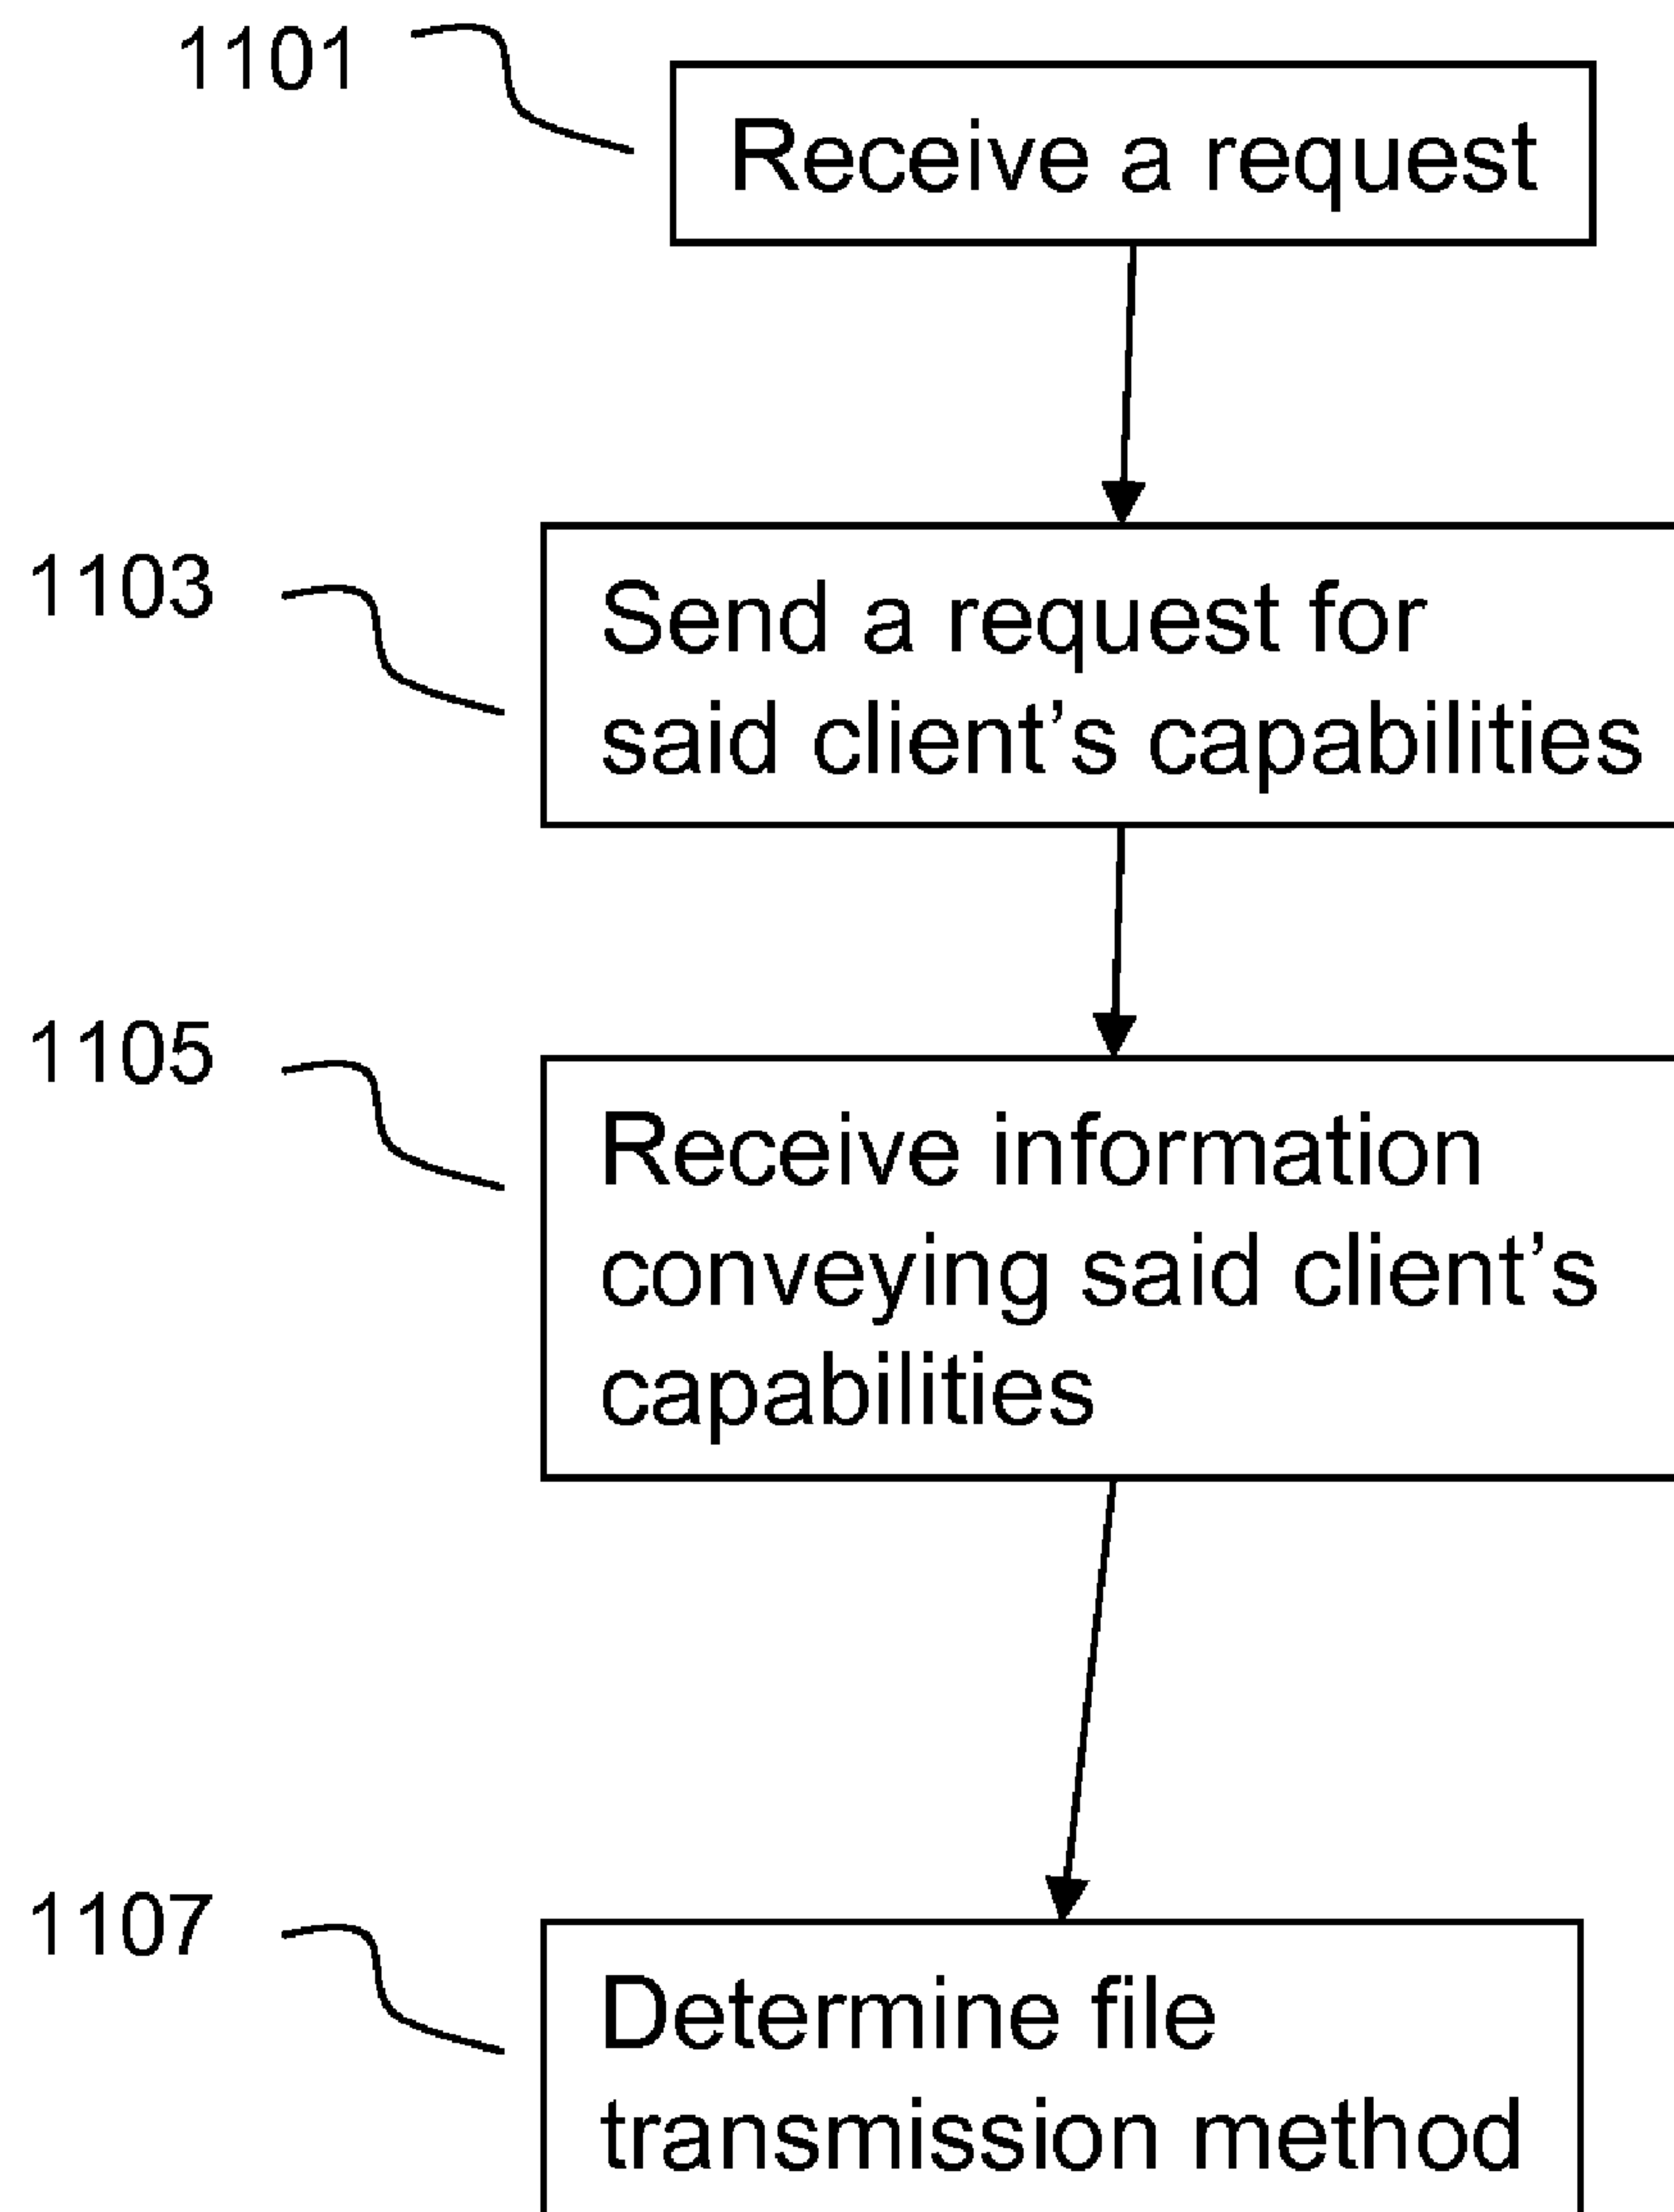 1101
Receive a request
1103
Send a request for
said client's capabilities
1105
Receive information
conveying said client's
capabilities
1107
Determine file
transmission method